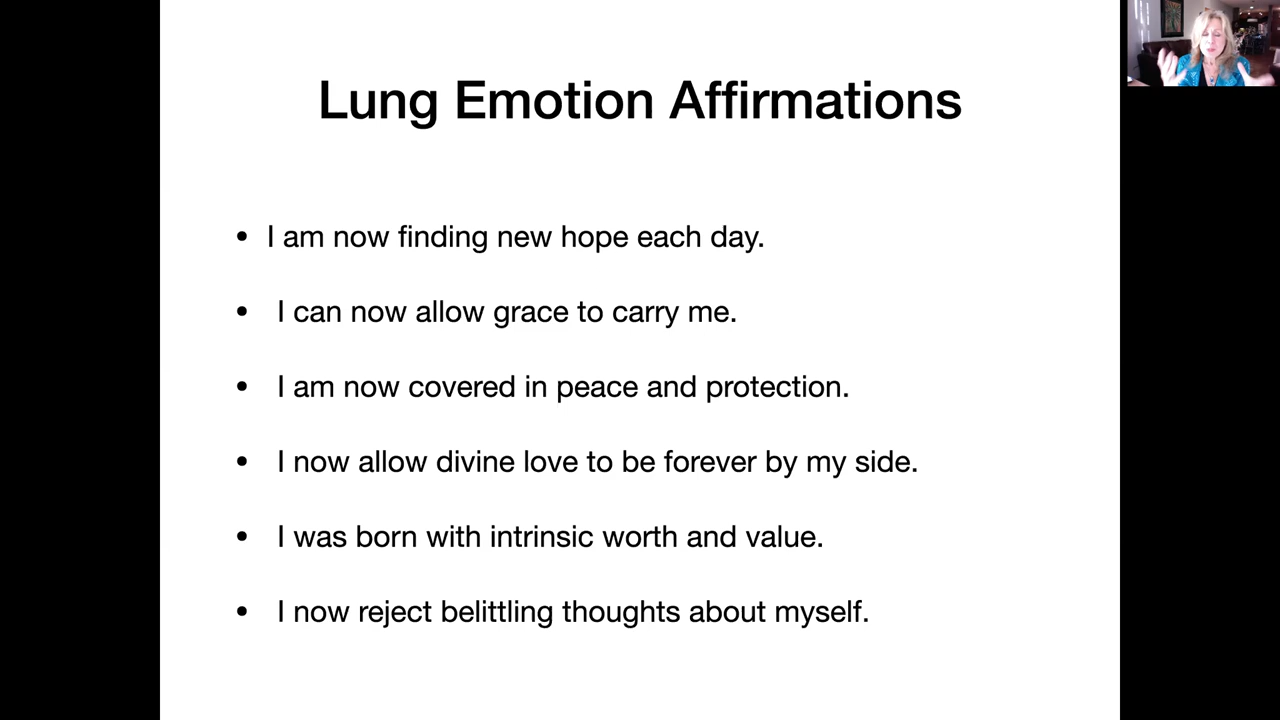 Lung Emotion Affirmations
• I am now finding new hope each day.
• I can now allow grace to carry me.
• I am now covered in peace and protection.
• I now allow divine love to be forever by my side.
• I was born with intrinsic worth and value.
• I now reject belittling thoughts about myself.